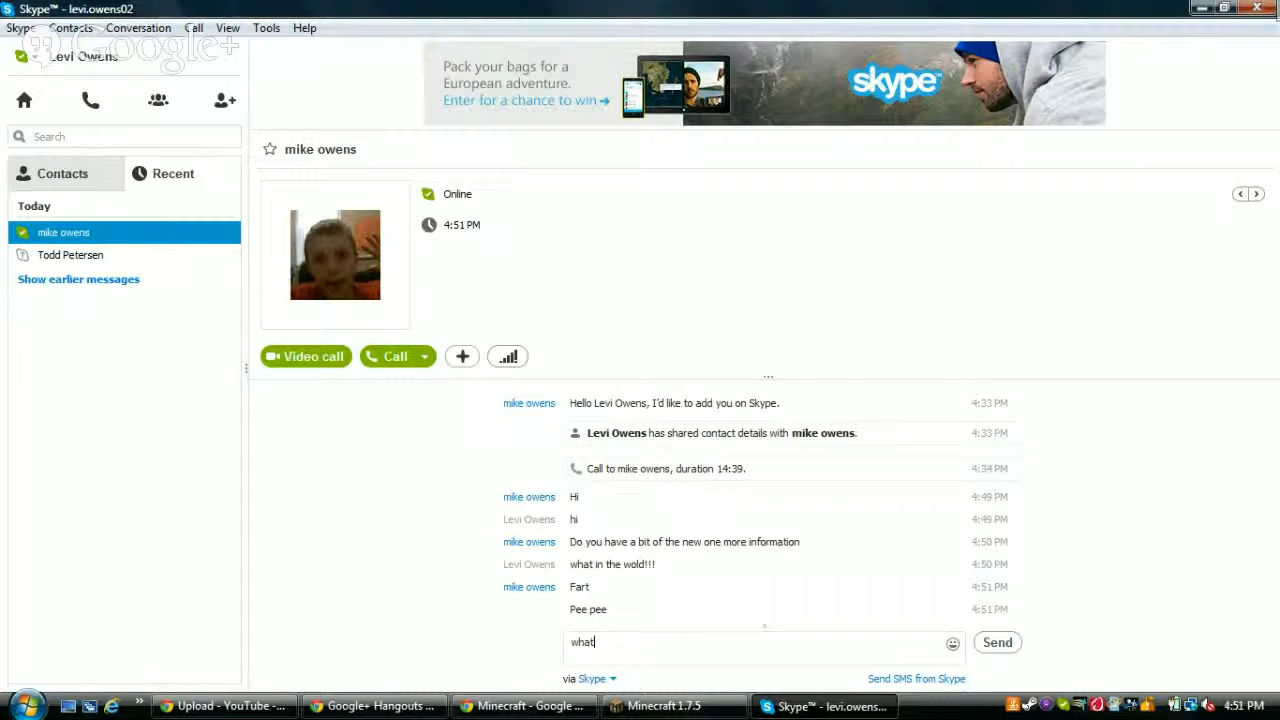 Skype™ - levi.owens02
Skype Contacts Conversation Call View Tools Help
Google+
Levi Owens
Search
Contacts Recent
Today
mike owens
Todd Petersen
Show earlier messages
Pack your bags for a
European adventure.
Enter for a chance to win
skype™
mike owens
Online
4:51 PM
Video call Call
mike owens Hello Levi Owens, I'd like to add you on Skype. 4:33 PM
Levi Owens has shared contact details with mike owens. 4:33 PM
Call to mike owens, duration 14:39. 4:34 PM
mike owens Hi 4:49 PM
Levi Owens hi 4:49 PM
mike owens Do you have a bit of the new one more information 4:50 PM
Levi Owens what in the wold!!! 4:50 PM
mike owens Fart 4:51 PM
Pee pee 4:51 PM
what Send
via Skype Send SMS from Skype
Upload - YouTube -... Google+ Hangouts ... Minecraft - Google ... Minecraft 1.7.5 Skype™ - levi.owens... 4:51 PM